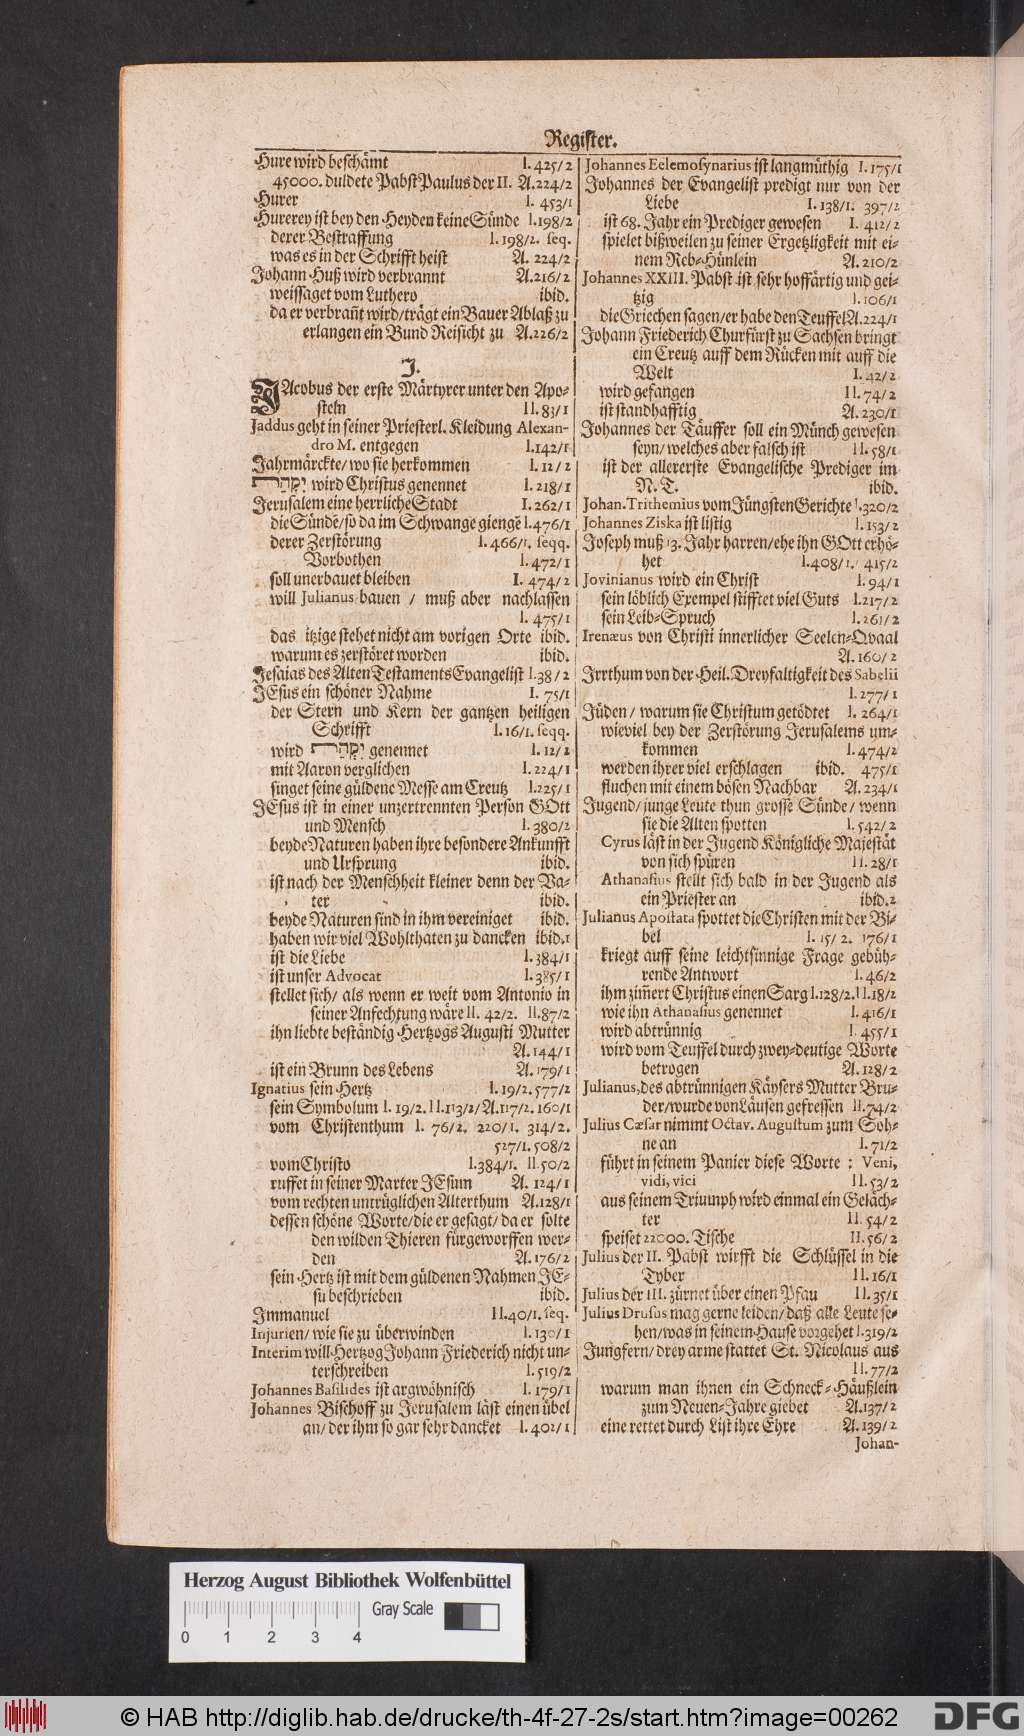 Register.
Hure wird beschämt I. 425/2
45000. duldete Pabst Paulus der II. A. 224/2
Hurer I. 453/1
Hurerey ist bey den Heyden keine Sünde I. 198/2
derer Bestraffung I. 198/2. seq.
was es in der Schrifft heist A. 224/2
Johann Huß wird verbrannt A. 216/2
weissaget vom Luthero ibid.
da er verbrañt wird/ trägt ein Bauer Ablaß zu
erlangen ein Bund Reisicht zu A. 226/2
J.
JAcobus der erste Märtyrer unter den Apo-
steln II. 83/1
Jaddus geht in seiner Priesterl. Kleidung Alexan-
dro M. entgegen I. 142/1
Jahrmärckte/ wo sie herkommen I. 12/2
wird Christus genennet I. 218/1
Jerusalem eine herrliche Stadt I. 262/1
die Sünde/ so da im Schwange gienge I. 476/1
derer Zerstörung I. 466/1. seqq.
Vorbothen I. 472/1
soll unerbauet bleiben I. 474/2
will Julianus bauen / muß aber nachlassen
I. 475/1
das itzige stehet nicht am vorigen Orte ibid.
warum es zerstöret worden ibid.
Jesaias des Alten Testaments Evangelist I. 38/2
JEsus ein schöner Nahme I. 75/1
der Stern und Kern der gantzen heiligen
Schrifft I. 16/1. seqq.
wird genennet I. 12/2
mit Aaron verglichen I. 224/1
singet seine güldene Messe am Creutz I. 225/1
JEsus ist in einer unzertrennten Person GOtt
und Mensch I. 380/2
beyde Naturen haben ihre besondere Ankunfft
und Ursprung ibid.
ist nach der Menschheit kleiner denn der Va-
ter ibid.
beyde Naturen sind in ihm vereiniget ibid.
haben wir viel Wohlthaten zu dancken ibid. 1
ist die Liebe I. 384/1
ist unser Advocat I. 385/1
stellet sich/ als wenn er weit vom Antonio in
seiner Anfechtung wäre II. 42/2. II. 87/2
ihn liebte beständig Hertzogs Augusti Mutter
A. 144/1
ist ein Brunn des Lebens A. 179/1
Ignatius sein Hertz I. 19/2. 577/2
sein Symbolum I. 19/2. II. 113/2/ A. 117/2. 160/1
vom Christenthum I. 76/2. 220/1. 314/2.
527/1. 508/2
vom Christo I. 384/1. II. 50/2
ruffet in seiner Marter JEsum A. 124/1
vom rechten untrüglichen Alterthum A. 128/1
dessen schöne Worte/ die er gesagt/ da er solte
den wilden Thieren fürgeworffen wer-
den A. 176/2
sein Hertz ist mit dem güldenen Nahmen JE-
su beschrieben ibid.
Immanuel II. 40/1. seq.
Injurien/ wie sie zu überwinden I. 130/1
Interim will Hertzog Johann Friederich nicht un-
terschreiben I. 519/2
Johannes Basilides ist argwöhnisch I. 179/1
Johannes Bischoff zu Jerusalem läst einen übel
an/ der ihm so gar sehr dancket I. 402/1
Johannes Eelemosynarius ist langmüthig I. 175/1
Johannes der Evangelist predigt nur von der
Liebe I. 138/1. 397/2
ist 68. Jahr ein Prediger gewesen I. 412/2
spielet bißweilen zu seiner Ergetzligkeit mit ei-
nem Reb-Hünlein A. 210/2
Johannes XXIII. Pabst ist sehr hoffärtig und gei-
tzig I. 106/1
die Griechen sagen/ er habe den Teuffel A. 224/1
Johann Friederich Churfürst zu Sachsen bringt
ein Creutz auff dem Rücken mit auff die
Welt I. 42/2
wird gefangen II. 74/2
ist standhafftig A. 230/1
Johannes der Täuffer soll ein Münch gewesen
seyn/ welches aber falsch ist II. 58/1
ist der allererste Evangelische Prediger im
N. T. ibid.
Johan. Trithemius vom Jüngsten Gerichte I. 320/2
Johannes Ziska ist listig I. 153/2
Joseph muß 13. Jahr harren/ ehe ihn GOtt erhö-
het I. 408/1. 415/2
Jovinianus wird ein Christ I. 94/1
sein löblich Exempel stifftet viel Guts I. 217/2
sein Leib-Spruch I. 261/2
Irenæus von Christi innerlicher Seelen-Qvaal
A. 160/2
Irrthum von der Heil. Dreyfaltigkeit des Sabelii
I. 277/1
Jüden/ warum sie Christum getödtet I. 264/1
wieviel bey der Zerstörung Jerusalems um-
kommen I. 474/2
werden ihrer viel erschlagen ibid. 475/1
fluchen mit einem bösen Nachbar A. 234/1
Jugend/ junge Leute thun grosse Sünde/ wenn
sie die Alten spotten I. 542/2
Cyrus läst in der Jugend Königliche Majestät
von sich spüren II. 28/1
Athanasius stellt sich bald in der Jugend als
ein Priester an ibid. 2
Julianus Apostata spottet die Christen mit der Bi-
bel I. 15/2. 176/1
kriegt auff seine leichtsinnige Frage gebüh-
rende Antwort I. 46/2
ihm zim̃ert Christus einen Sarg I. 128/2. II. 18/2
wie ihn Athanasius genennet I. 416/1
wird abtrünnig I. 455/1
wird vom Teuffel durch zwey-deutige Worte
betrogen A. 128/2
Julianus, des abtrünnigen Käysers Mutter Bru-
der/ wurde von Läusen gefressen II. 74/2
Julius Cæsar nimmt Octav. Augustum zum Soh-
ne an I. 71/2
führt in seinem Panier diese Worte : Veni,
vidi, vici II. 53/2
aus seinem Triumph wird einmal ein Geläch-
ter II. 54/2
speiset 22000. Tische II. 56/2
Julius der II. Pabst wirfft die Schlüssel in die
Tyber II. 16/1
Julius der III. zürnet über einen Pfau II. 35/1
Julius Drusus mag gerne leiden/ daß alle Leute se-
hen/ was in seinem Hause vorgehet I. 319/2
Jungfern/ drey arme stattet St. Nicolaus aus
II. 77/2
warum man ihnen ein Schneck-Häußlein
zum Neuen-Jahre giebet A. 137/2
eine rettet durch List ihre Ehre A. 139/2
Johan-
Herzog August Bibliothek Wolfenbüttel
Gray Scale
0 1 2 3 4
© HAB http://diglib.hab.de/drucke/th-4f-27-2s/start.htm?image=00262
DFG